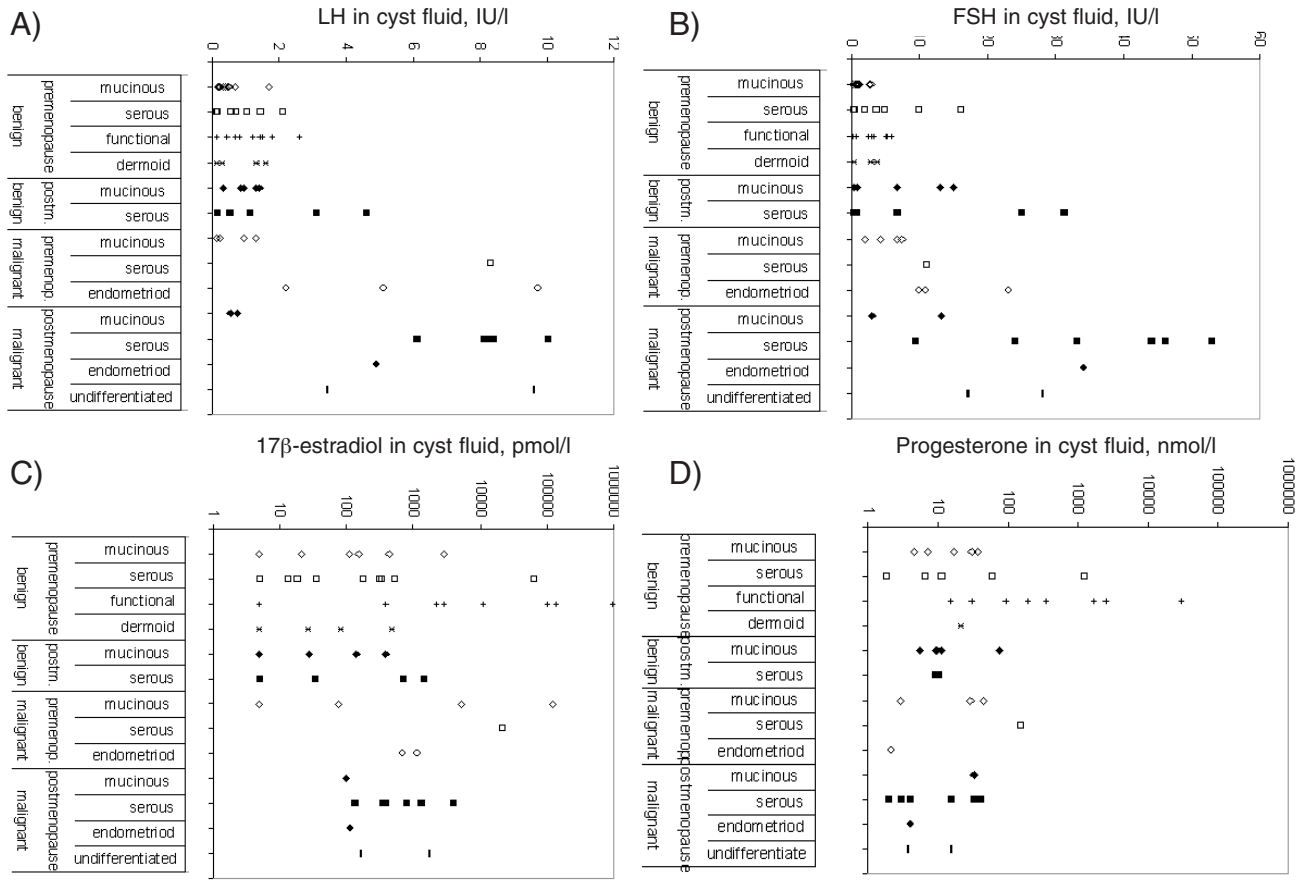 A)
LH in cyst fluid, IU/l
0 2 4 6 8 10 12
benign
premenopause
mucinous
serous
functional
dermoid
benign
postm.
mucinous
serous
malignant
premenop.
mucinous
serous
endometriod
malignant
postmenopause
mucinous
serous
endometriod
undifferentiated
B)
FSH in cyst fluid, IU/l
0 10 20 30 40 50 60
benign
premenopause
mucinous
serous
functional
dermoid
benign
postm.
mucinous
serous
malignant
premenop.
mucinous
serous
endometriod
malignant
postmenopause
mucinous
serous
endometriod
undifferentiated
C)
17β-estradiol in cyst fluid, pmol/l
1 10 100 1000 10000 100000 1000000
benign
premenopause
mucinous
serous
functional
dermoid
benign
postm.
mucinous
serous
malignant
premenop.
mucinous
serous
endometriod
malignant
postmenopause
mucinous
serous
endometriod
undifferentiated
D)
Progesterone in cyst fluid, nmol/l
1 10 100 1000 10000 100000 1000000
benign
premenopause
mucinous
serous
functional
dermoid
benign
postm.
mucinous
serous
malignant
premenop
mucinous
serous
endometriod
malignant
postmenopause
mucinous
serous
endometriod
undifferentiate